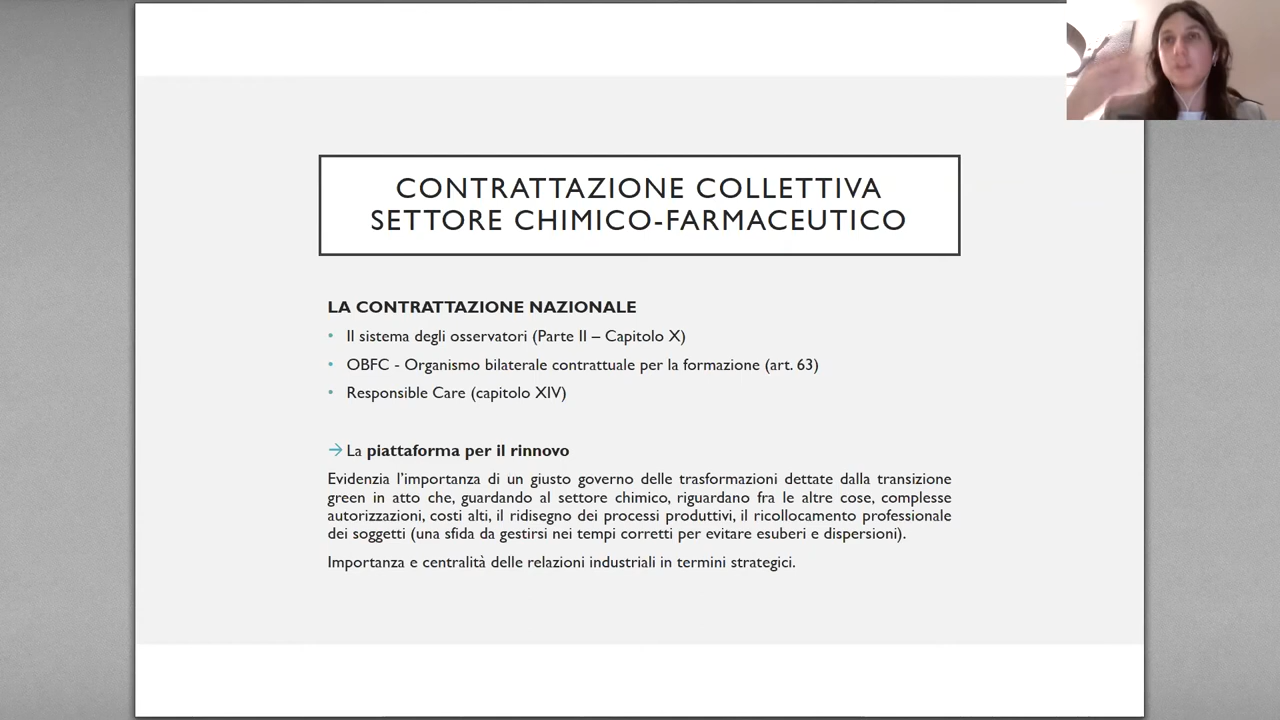 CONTRATTAZIONE COLLETTIVA
SETTORE CHIMICO-FARMACEUTICO
LA CONTRATTAZIONE NAZIONALE
• Il sistema degli osservatori (Parte II – Capitolo X)
• OBFC - Organismo bilaterale contrattuale per la formazione (art. 63)
• Responsible Care (capitolo XIV)
→ La piattaforma per il rinnovo
Evidenzia l’importanza di un giusto governo delle trasformazioni dettate dalla transizione
green in atto che, guardando al settore chimico, riguardano fra le altre cose, complesse
autorizzazioni, costi alti, il ridisegno dei processi produttivi, il ricollocamento professionale
dei soggetti (una sfida da gestirsi nei tempi corretti per evitare esuberi e dispersioni).
Importanza e centralità delle relazioni industriali in termini strategici.